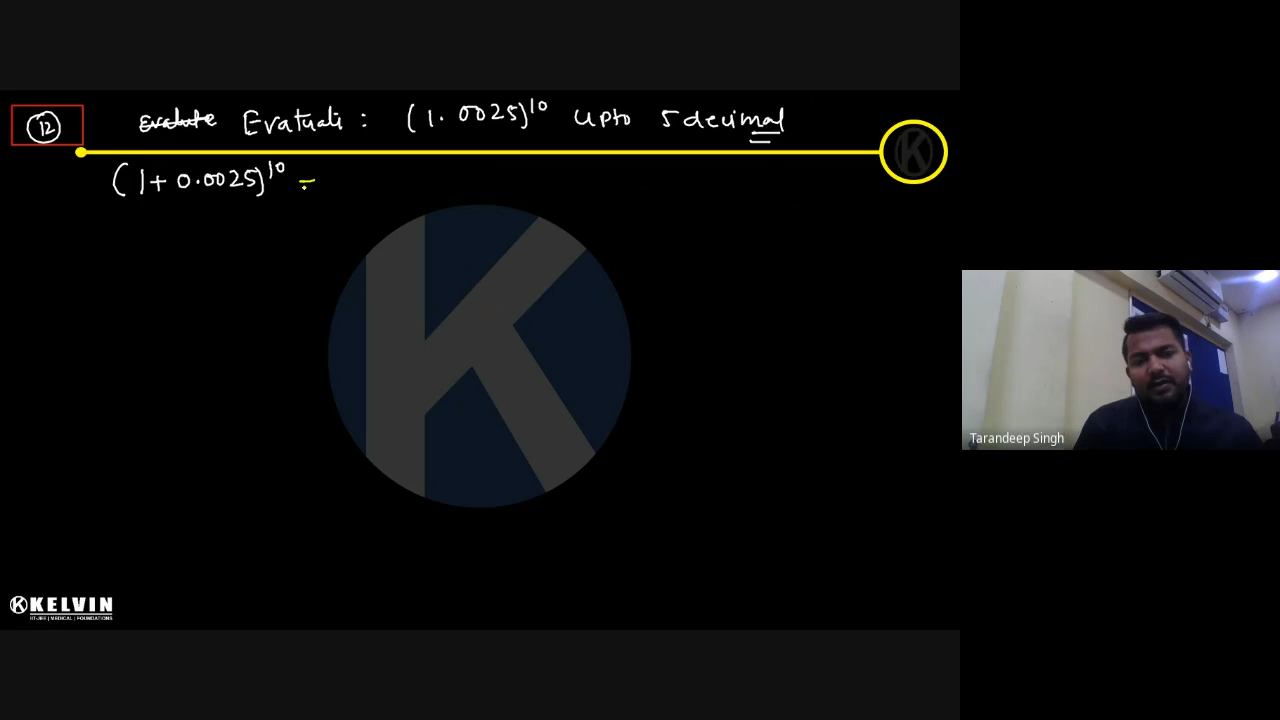 12
Evalute Evaluate : (1.0025)^10 upto 5 decimal
(1+ 0.0025)^10 =
Tarandeep Singh
KELVIN
IIT-JEE | MEDICAL | FOUNDATIONS